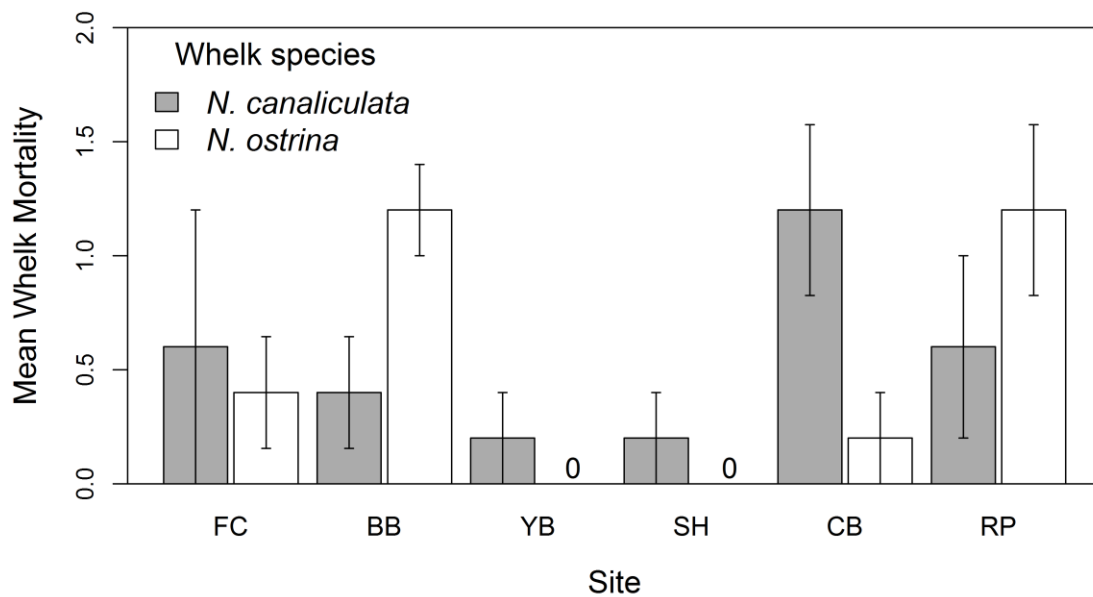 Whelk species
N. canaliculata
N. ostrina
Mean Whelk Mortality
2.0
1.5
1.0
0.5
0.0
0
0
FC BB YB SH CB RP
Site